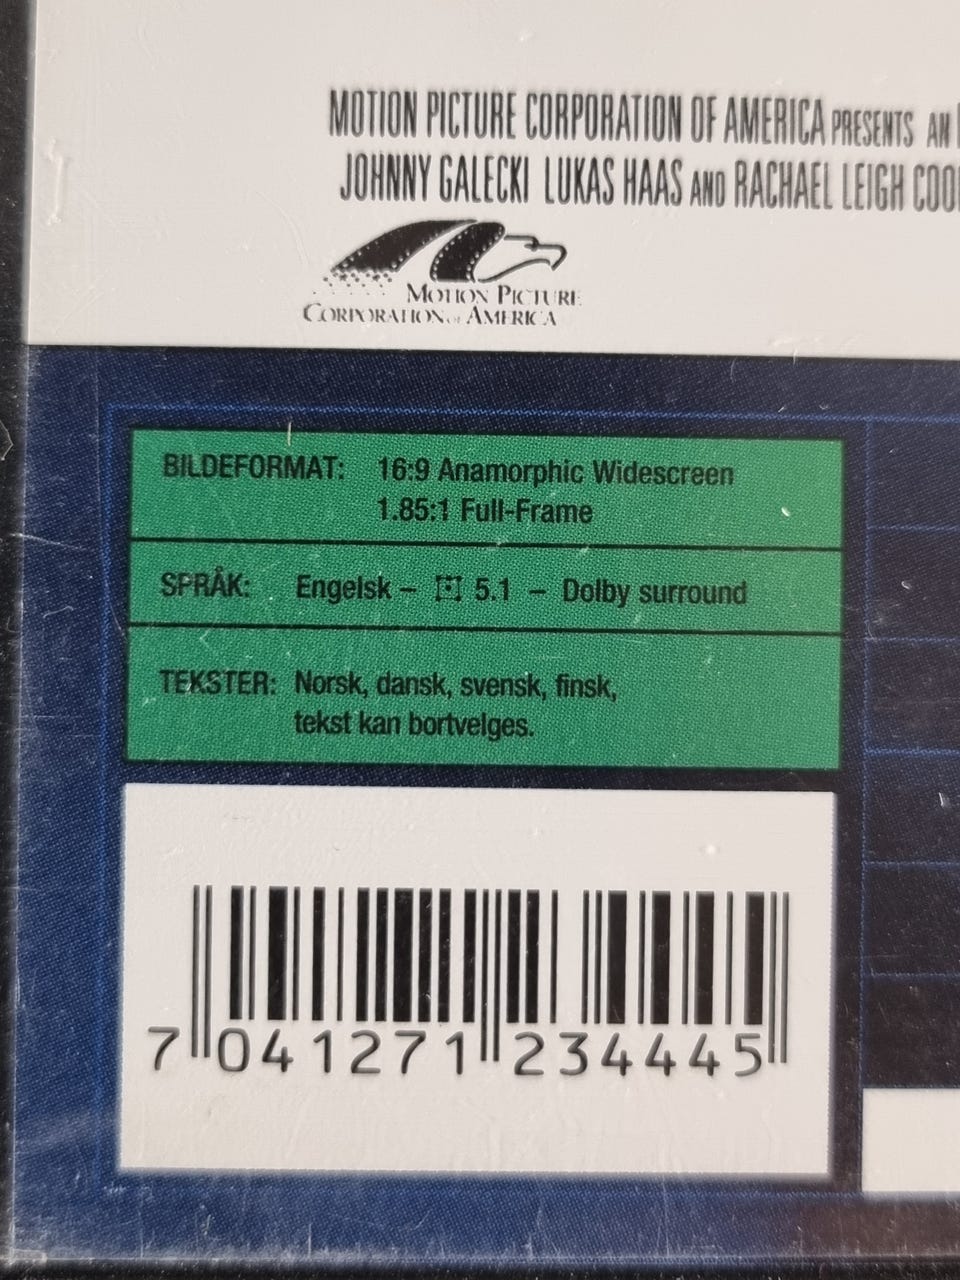 MOTION PICTURE CORPORATION OF AMERICA PRESENTS AN
JOHNNY GALECKI LUKAS HAAS AND RACHAEL LEIGH
MOTION PICTURE
CORPORATION OF AMERICA
BILDEFORMAT: 16:9 Anamorphic Widescreen
1.85:1 Full-Frame
SPRÅK: Engelsk – 5.1 – Dolby surround
TEKSTER: Norsk, dansk, svensk, finsk,
tekst kan bortvelges.
7 041271 234445